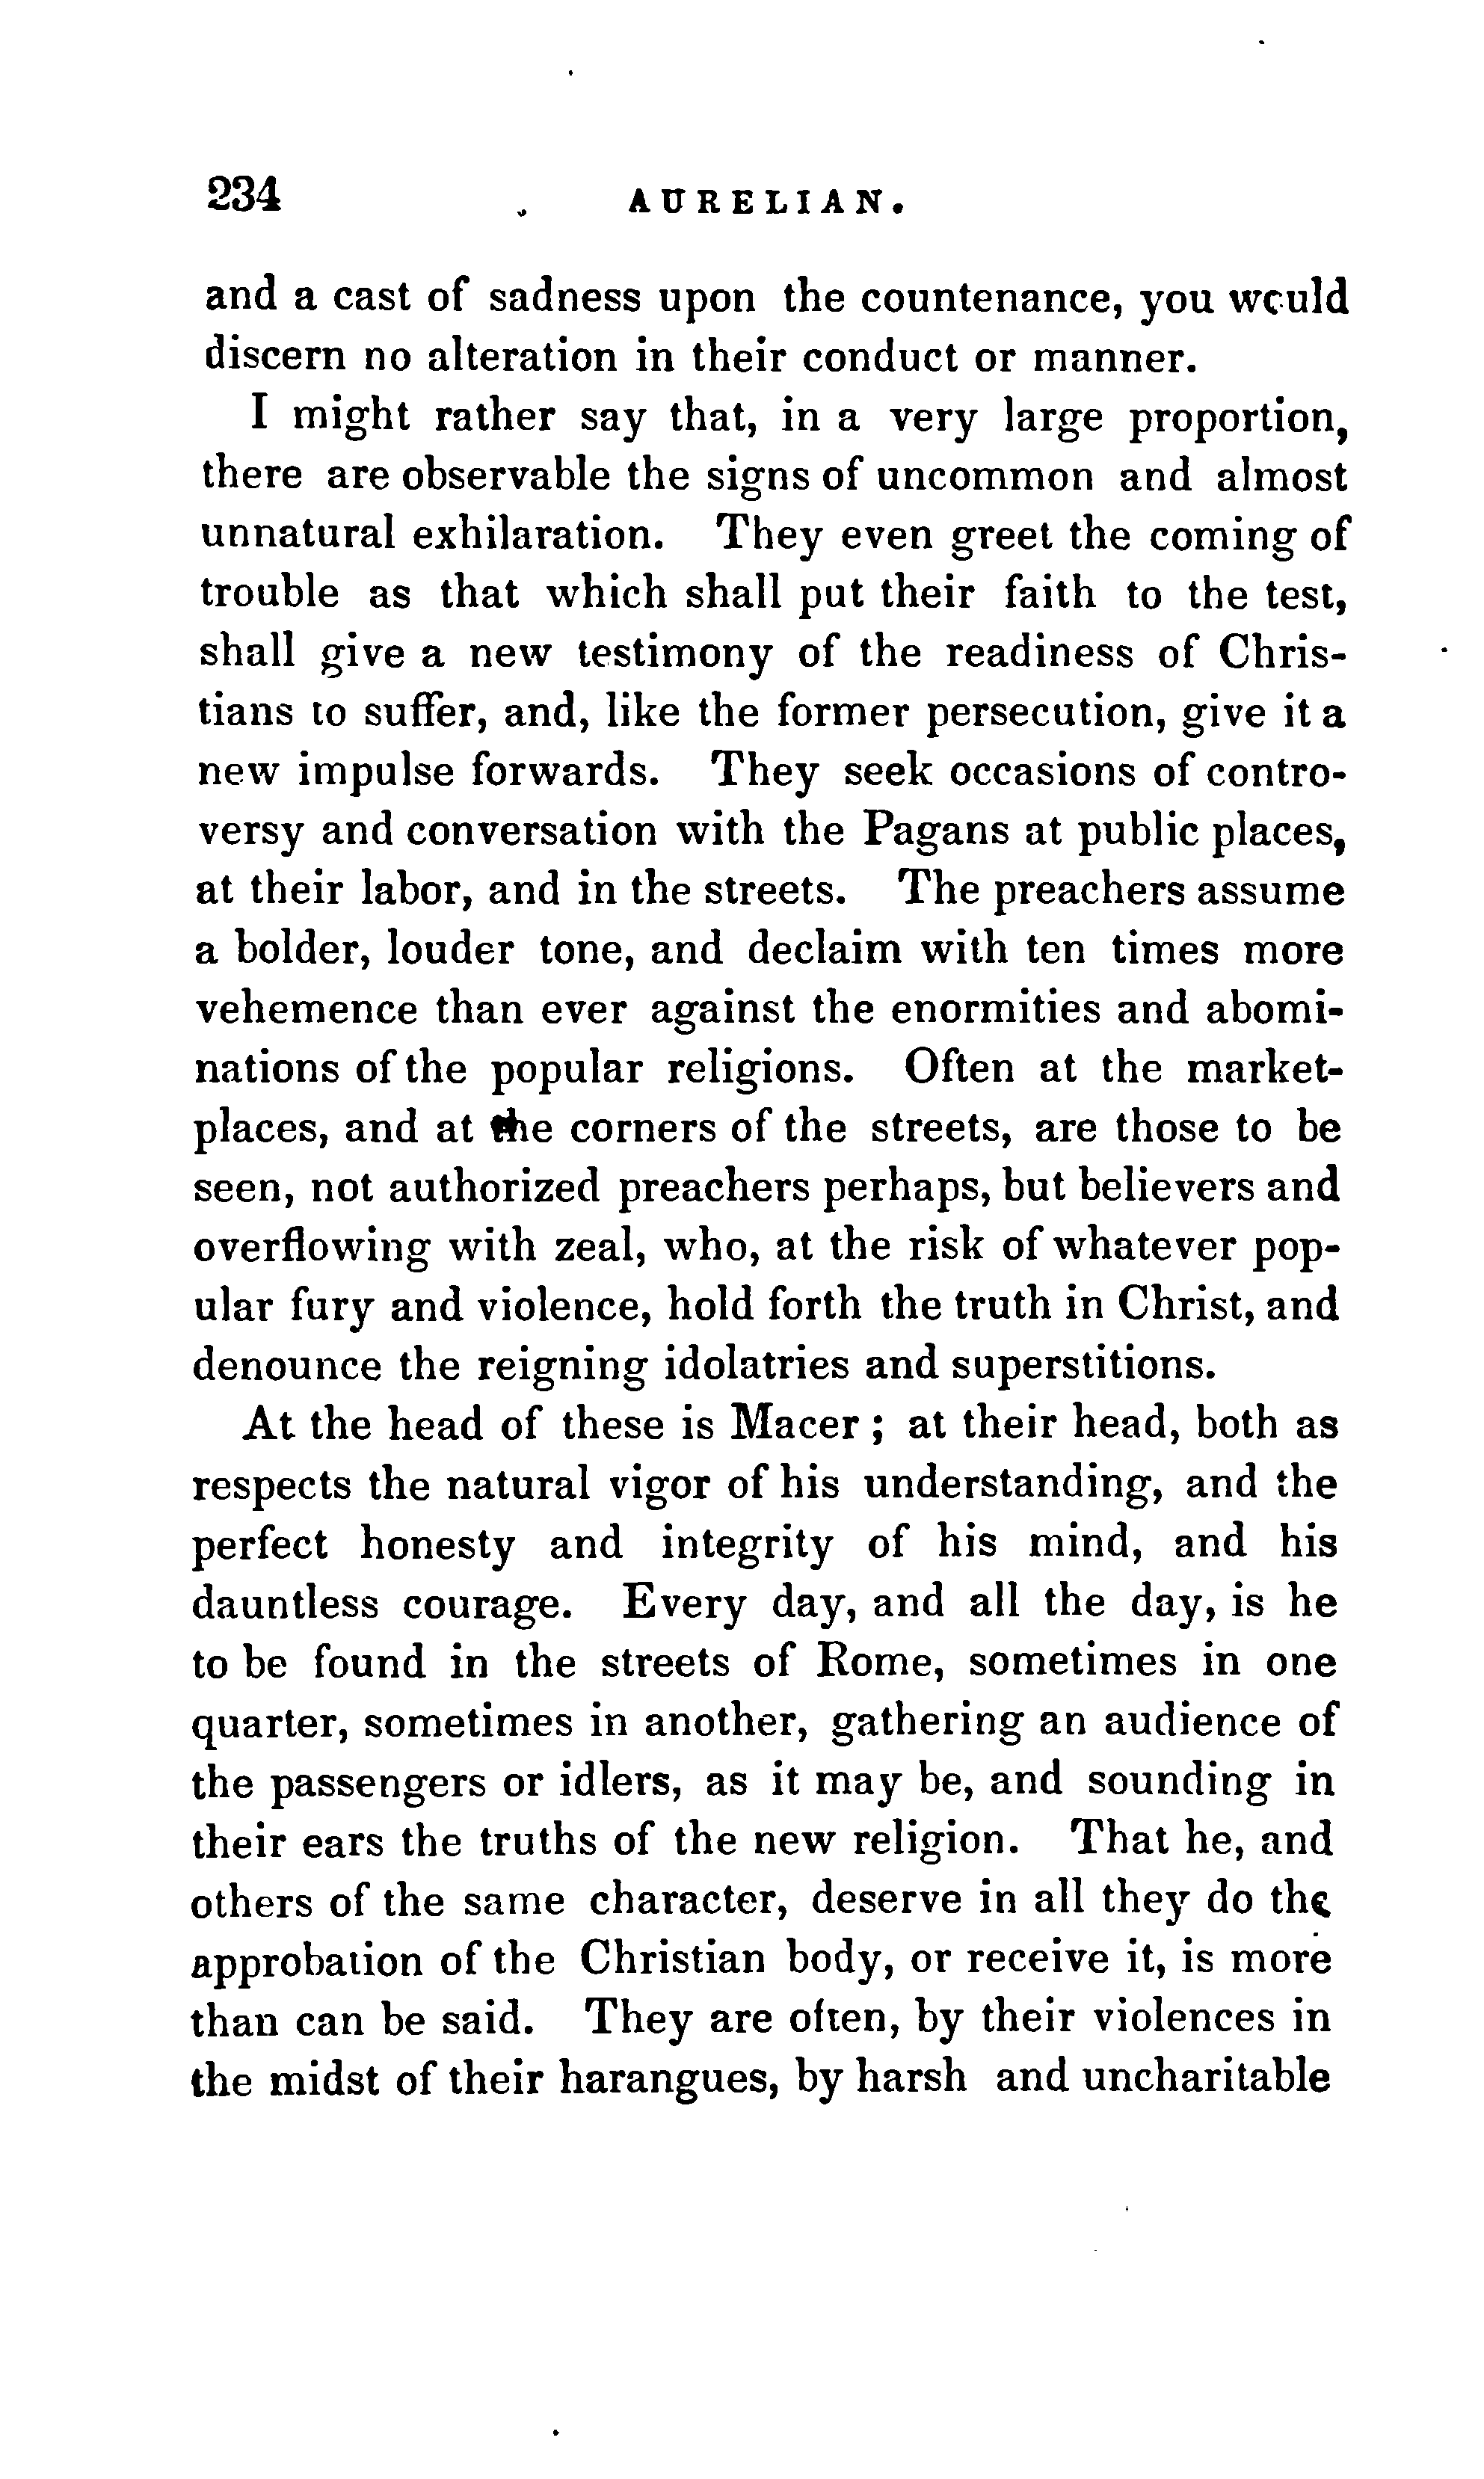 234 AURELIAN.
and a cast of sadness upon the countenance, you would
discern no alteration in their conduct or manner.
I might rather say that, in a very large proportion,
there are observable the signs of uncommon and almost
unnatural exhilaration. They even greet the coming of
trouble as that which shall put their faith to the test,
shall give a new testimony of the readiness of Chris-
tians to suffer, and, like the former persecution, give it a
new impulse forwards. They seek occasions of contro-
versy and conversation with the Pagans at public places,
at their labor, and in the streets. The preachers assume
a bolder, louder tone, and declaim with ten times more
vehemence than ever against the enormities and abomi-
nations of the popular religions. Often at the market-
places, and at the corners of the streets, are those to be
seen, not authorized preachers perhaps, but believers and
overflowing with zeal, who, at the risk of whatever pop-
ular fury and violence, hold forth the truth in Christ, and
denounce the reigning idolatries and superstitions.
At the head of these is Macer; at their head, both as
respects the natural vigor of his understanding, and the
perfect honesty and integrity of his mind, and his
dauntless courage. Every day, and all the day, is he
to be found in the streets of Rome, sometimes in one
quarter, sometimes in another, gathering an audience of
the passengers or idlers, as it may be, and sounding in
their ears the truths of the new religion. That he, and
others of the same character, deserve in all they do the
approbation of the Christian body, or receive it, is more
than can be said. They are often, by their violences in
the midst of their harangues, by harsh and uncharitable